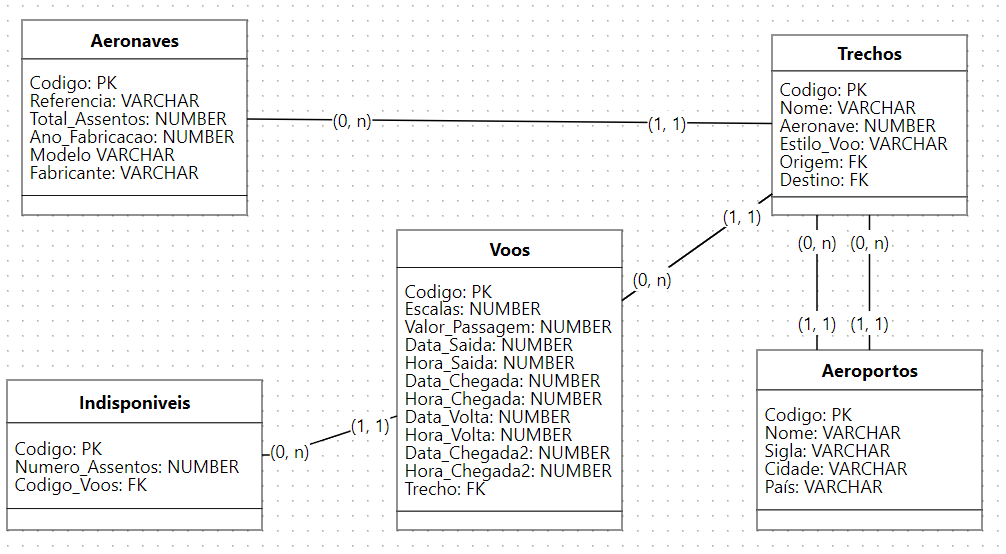 Aeronaves
Codigo: PK
Referencia: VARCHAR
Total_Assentos: NUMBER
Ano_Fabricacao: NUMBER
Modelo VARCHAR
Fabricante: VARCHAR
(0, n)
(1, 1)
Trechos
Codigo: PK
Nome: VARCHAR
Aeronave: NUMBER
Estilo_Voo: VARCHAR
Origem: FK
Destino: FK
(1, 1)
(0, n)
(0, n)
(0, n)
(1, 1)
(1, 1)
Voos
Codigo: PK
Escalas: NUMBER
Valor_Passagem: NUMBER
Data_Saida: NUMBER
Hora_Saida: NUMBER
Data_Chegada: NUMBER
Hora_Chegada: NUMBER
Data_Volta: NUMBER
Hora_Volta: NUMBER
Data_Chegada2: NUMBER
Hora_Chegada2: NUMBER
Trecho: FK
Aeroportos
Codigo: PK
Nome: VARCHAR
Sigla: VARCHAR
Cidade: VARCHAR
País: VARCHAR
Indisponiveis
Codigo: PK
Numero_Assentos: NUMBER
Codigo_Voos: FK
(0, n)
(1, 1)